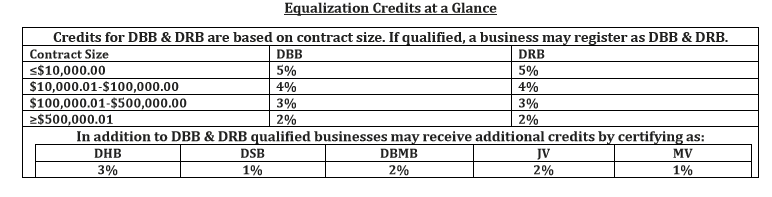 Equalization Credits at a Glance
Credits for DBB & DRB are based on contract size. If qualified, a business may register as DBB & DRB.
Contract Size DBB DRB
≤$10,000.00 5% 5%
$10,000.01-$100,000.00 4% 4%
$100,000.01-$500,000.00 3% 3%
≥$500,000.01 2% 2%
In addition to DBB & DRB qualified businesses may receive additional credits by certifying as:
DHB DSB DBMB JV MV
3% 1% 2% 2% 1%